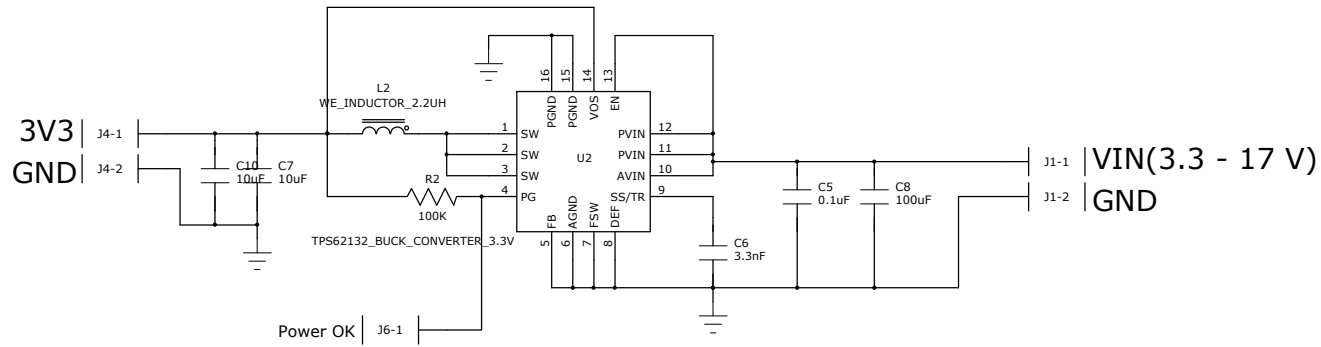 16
15
14
13
L2
WE_INDUCTOR_2.2UH
PGND
PGND
VOS
EN
3V3
J4-1
GND
J4-2
1
SW
2
SW
3
SW
4
PG
U2
PVIN
12
PVIN
11
AVIN
10
SS/TR
9
J1-1
VIN(3.3 - 17 V)
J1-2
GND
C10
10uF
C7
10uF
R2
100K
C5
0.1uF
C8
100uF
FB
AGND
FSW
DEF
TPS62132_BUCK_CONVERTER_3.3V
5
6
7
8
C6
3.3nF
Power OK
J6-1